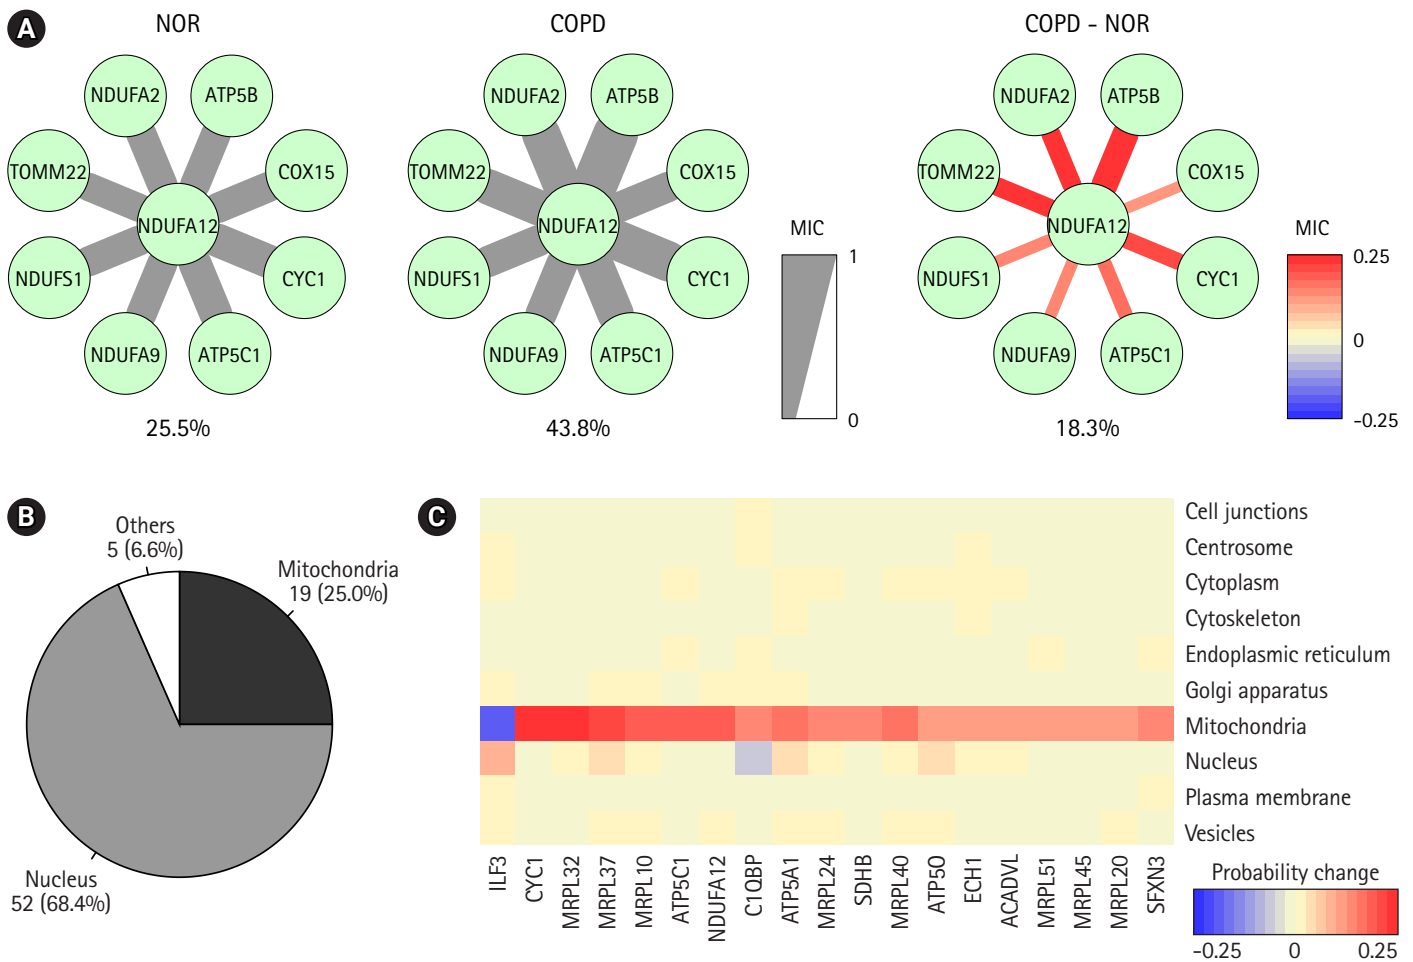 A
NOR
COPD
COPD - NOR
NDUFA2
ATP5B
TOMM22
COX15
NDUFA12
NDUFS1
CYC1
NDUFA9
ATP5C1
25.5%
NDUFA2
ATP5B
TOMM22
COX15
NDUFA12
NDUFS1
CYC1
NDUFA9
ATP5C1
43.8%
MIC
1
0
NDUFA2
ATP5B
TOMM22
COX15
NDUFA12
NDUFS1
CYC1
NDUFA9
ATP5C1
18.3%
MIC
0.25
0
-0.25
B
Others
5 (6.6%)
Mitochondria
19 (25.0%)
Nucleus
52 (68.4%)
C
Cell junctions
Centrosome
Cytoplasm
Cytoskeleton
Endoplasmic reticulum
Golgi apparatus
Mitochondria
Nucleus
Plasma membrane
Vesicles
ILF3
CYC1
MRPL32
MRPL37
MRPL10
ATP5C1
NDUFA12
C1QBP
ATP5A1
MRPL24
SDHB
MRPL40
ATP5O
ECH1
ACADVL
MRPL51
MRPL45
MRPL20
SFXN3
Probability change
-0.25
0
0.25